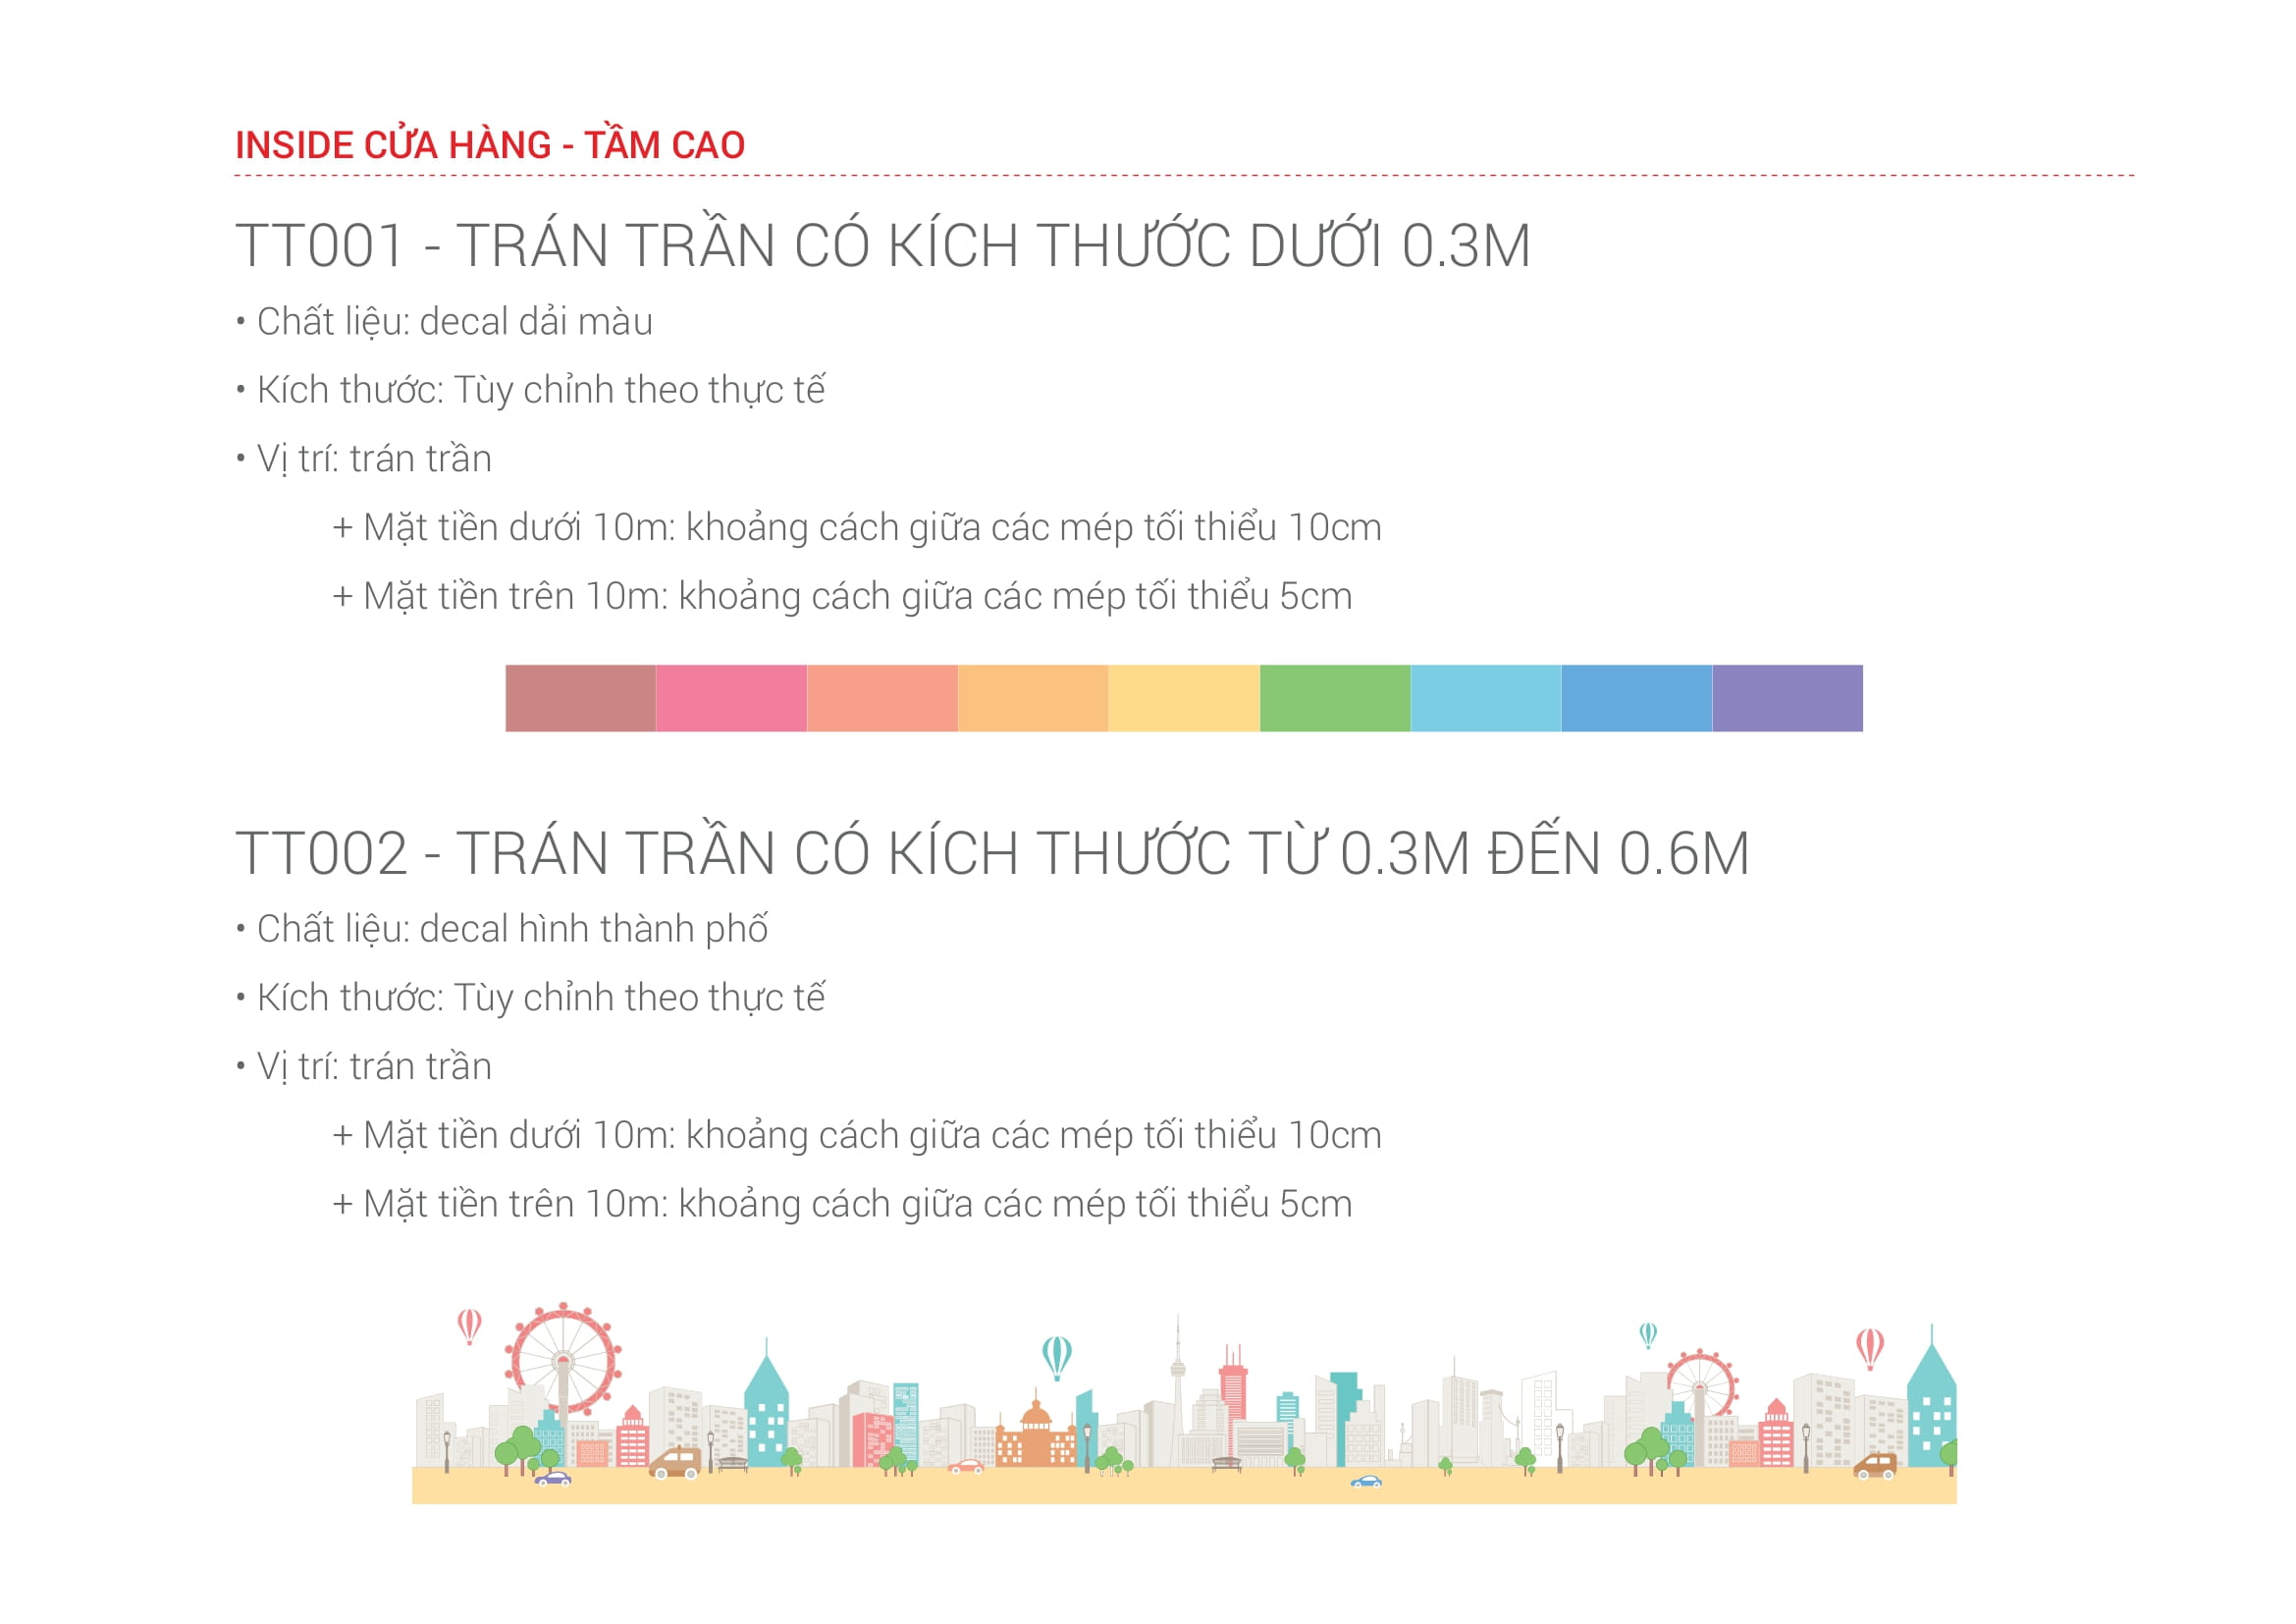 INSIDE CỬA HÀNG - TẦM CAO
TT001 - TRÁN TRẦN CÓ KÍCH THƯỚC DƯỚI 0.3M
• Chất liệu: decal dải màu
• Kích thước: Tùy chỉnh theo thực tế
• Vị trí: trán trần
+ Mặt tiền dưới 10m: khoảng cách giữa các mép tối thiểu 10cm
+ Mặt tiền trên 10m: khoảng cách giữa các mép tối thiểu 5cm
TT002 - TRÁN TRẦN CÓ KÍCH THƯỚC TỪ 0.3M ĐẾN 0.6M
• Chất liệu: decal hình thành phố
• Kích thước: Tùy chỉnh theo thực tế
• Vị trí: trán trần
+ Mặt tiền dưới 10m: khoảng cách giữa các mép tối thiểu 10cm
+ Mặt tiền trên 10m: khoảng cách giữa các mép tối thiểu 5cm